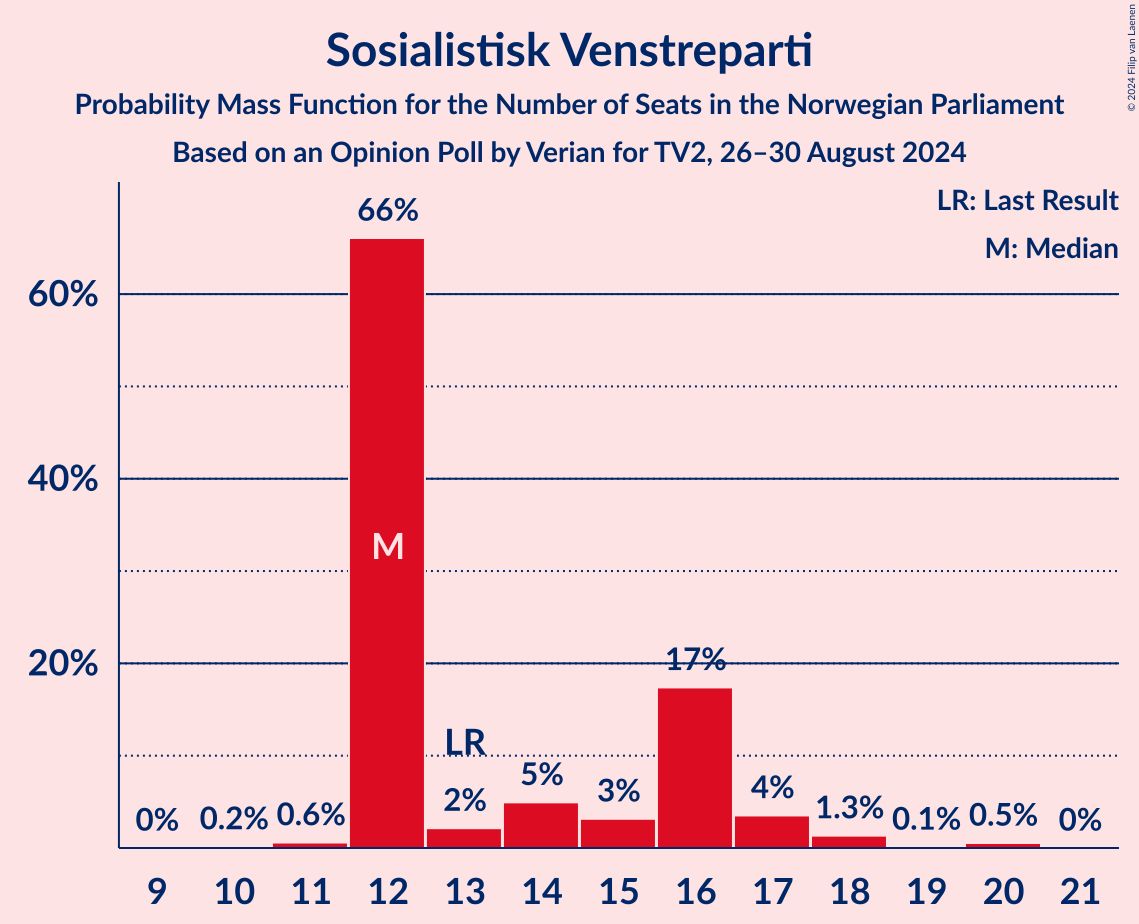 Sosialistisk Venstreparti
Probability Mass Function for the Number of Seats in the Norwegian Parliament
Based on an Opinion Poll by Verian for TV2, 26–30 August 2024
© 2024 Filip van Laenen
LR: Last Result
M: Median
66%
60%
40%
M
20%
17%
LR
5%
2%
3%
4%
0%
0.2%
0.6%
1.3%
0.1%
0.5%
0%
9 10 11 12 13 14 15 16 17 18 19 20 21